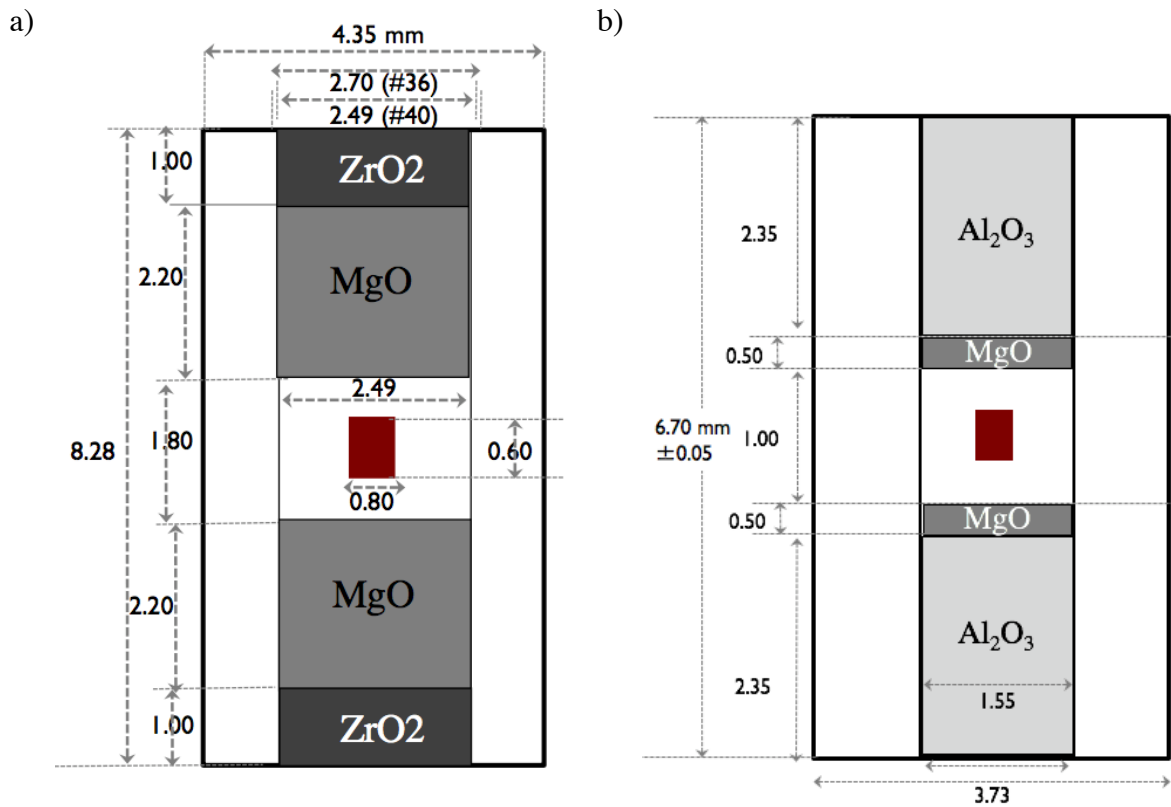 a)
4.35 mm
2.70 (#36)
2.49 (#40)
1.00
ZrO2
2.20
MgO
2.49
8.28
1.80
0.60
0.80
2.20
MgO
1.00
ZrO2
b)
2.35
Al₂O₃
0.50
MgO
6.70 mm
±0.05
1.00
0.50
MgO
Al₂O₃
2.35
1.55
3.73